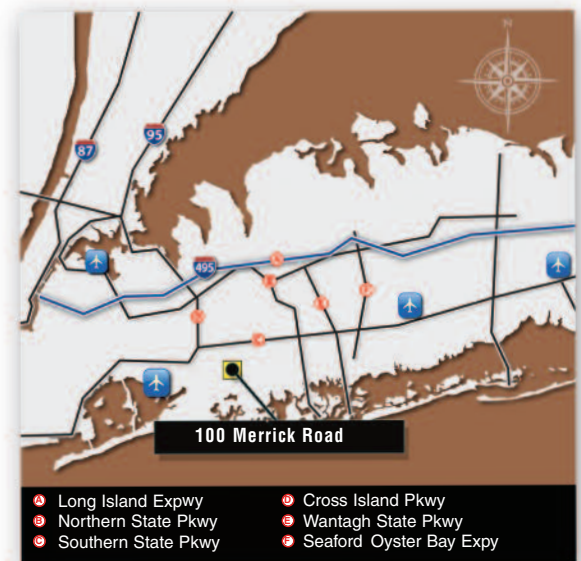 N
95
87
495
A
C
100 Merrick Road
A Long Island Expwy
B Northern State Pkwy
C Southern State Pkwy
D Cross Island Pkwy
E Wantagh State Pkwy
F Seaford Oyster Bay Expy